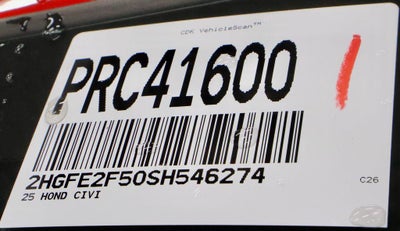 CDK VehicleScan™
PRC41600
2HGFE2F50SH546274
25 HOND CIVI
C26